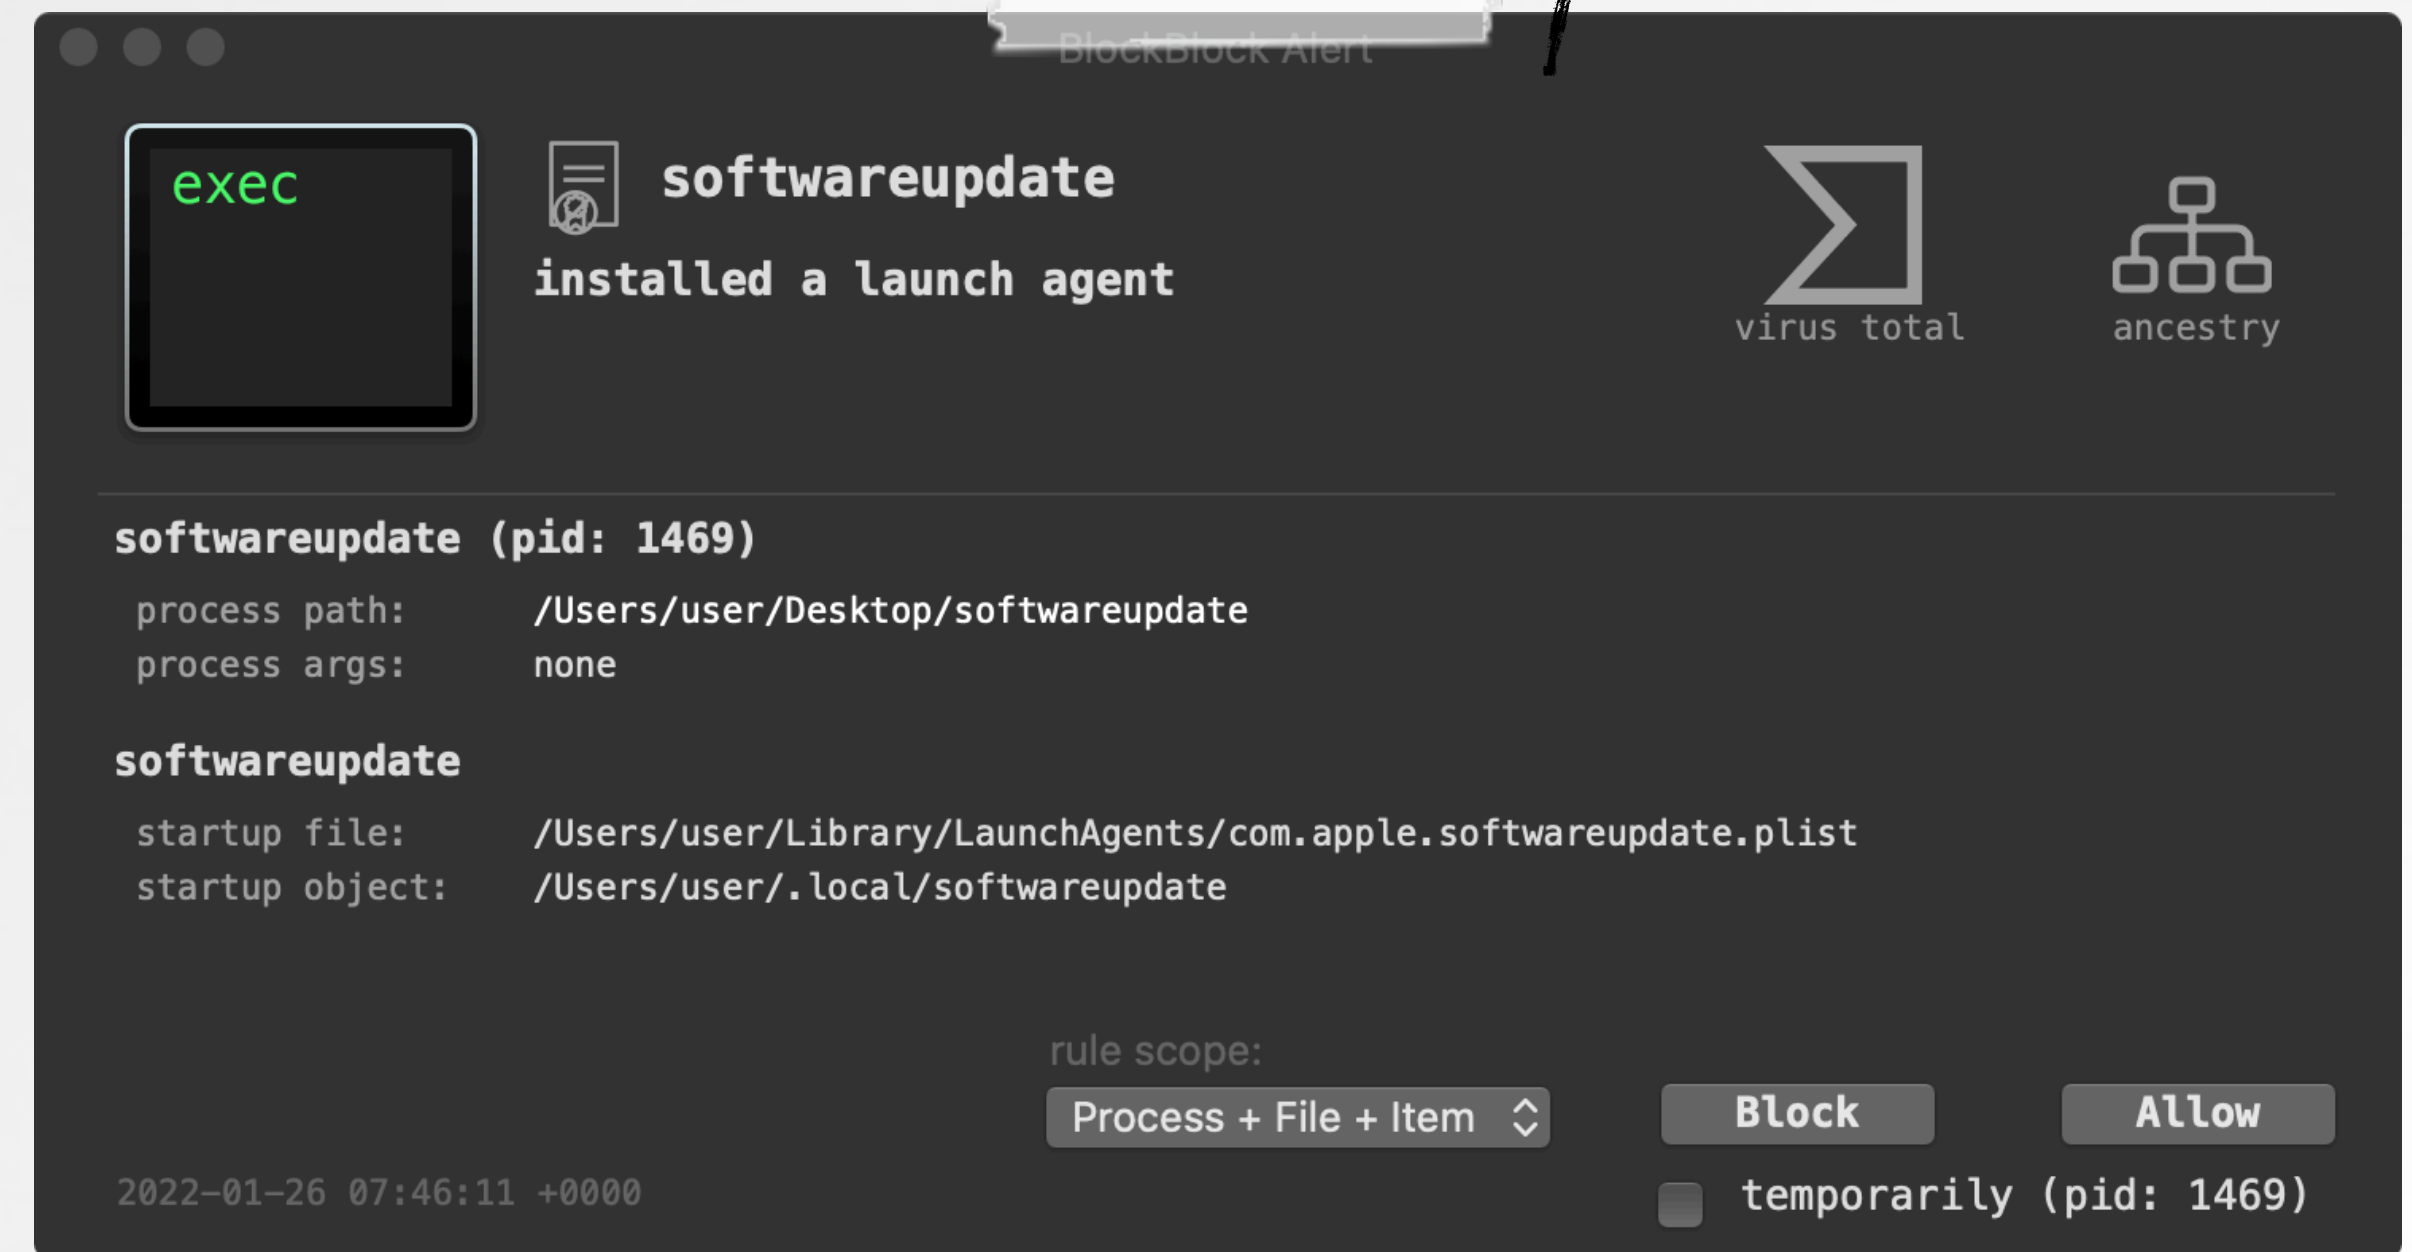 BlockBlock Alert
exec
softwareupdate
installed a launch agent
virus total
ancestry
softwareupdate (pid: 1469)
process path: /Users/user/Desktop/softwareupdate
process args: none
softwareupdate
startup file: /Users/user/Library/LaunchAgents/com.apple.softwareupdate.plist
startup object: /Users/user/.local/softwareupdate
rule scope:
Process + File + Item
Block
Allow
2022-01-26 07:46:11 +0000
temporarily (pid: 1469)